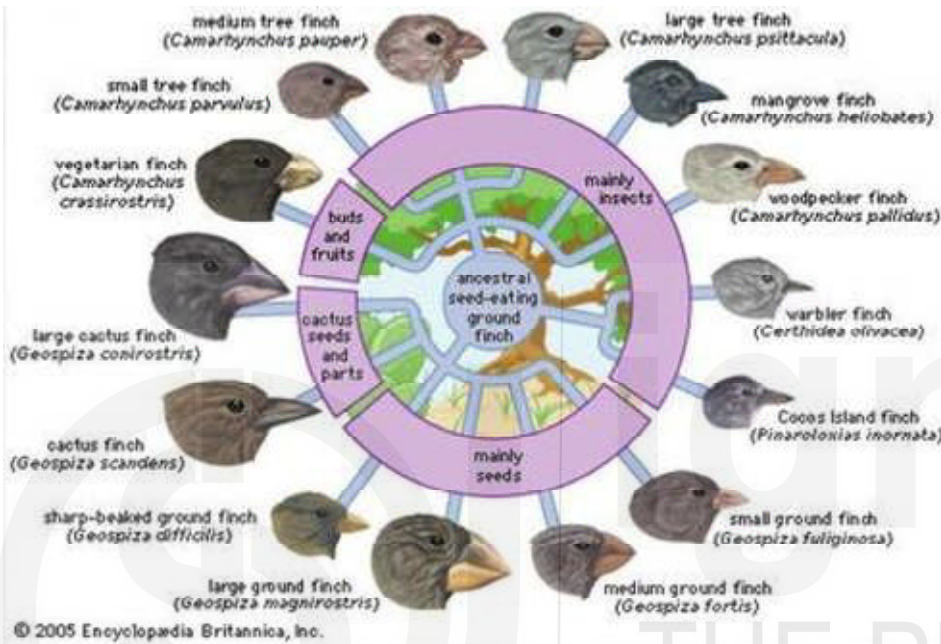 medium tree finch
(Camarhynchus pauper)
large tree finch
(Camarhynchus psittacula)
small tree finch
(Camarhynchus parvulus)
mangrove finch
(Camarhynchus heliobates)
vegetarian finch
(Camarhynchus
crassirostris)
woodpecker finch
(Camarhynchus pallidus)
mainly
insects
buds
and
fruits
ancestral
seed-eating
ground
finch
cactus
seeds
and
parts
mainly
seeds
large cactus finch
(Geospiza conirostris)
warbler finch
(Certhidea olivacea)
cactus finch
(Geospiza scandens)
Cocos Island finch
(Pinaroloxias inornata)
sharp-beaked ground finch
(Geospiza difficilis)
small ground finch
(Geospiza fuliginosa)
large ground finch
(Geospiza magnirostris)
medium ground finch
(Geospiza fortis)
© 2005 Encyclopædia Britannica, Inc.
THE P